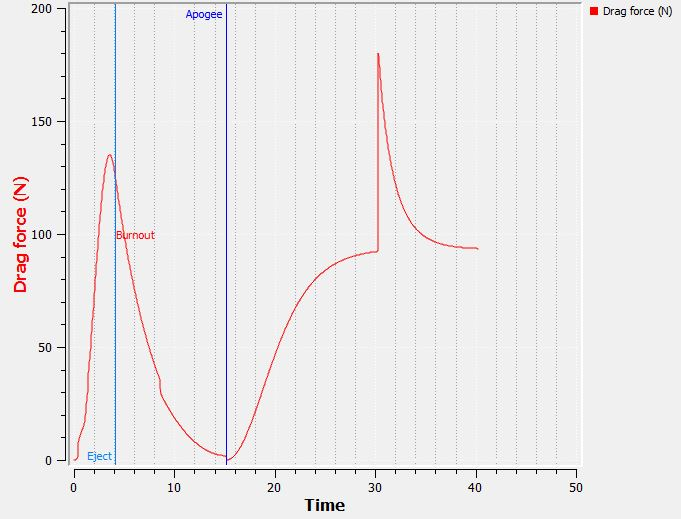 Drag force (N)
200
150
100
50
0
Drag force (N)
Apogee
Burnout
Eject
0 10 20 30 40 50
Time